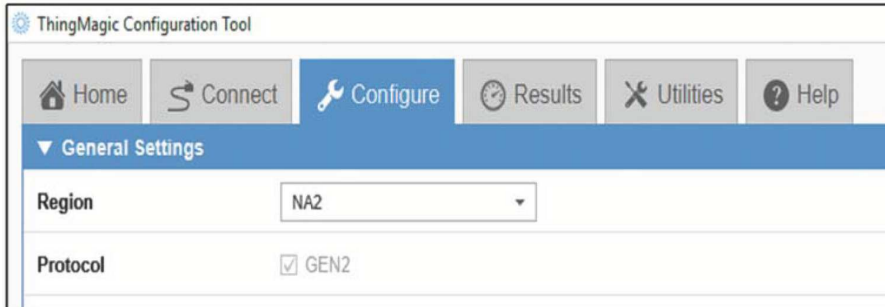 ThingMagic Configuration Tool
Home Connect Configure Results Utilities Help
General Settings
Region NA2
Protocol GEN2